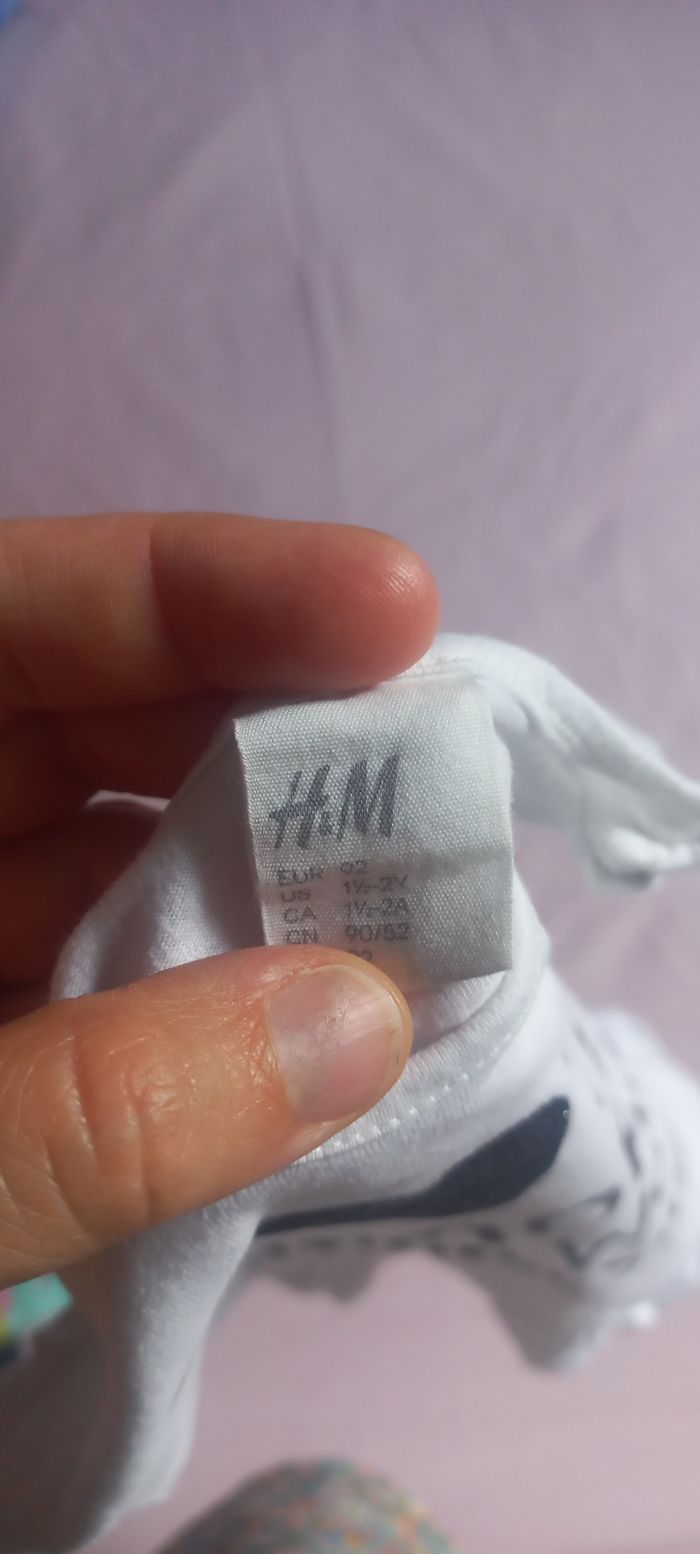 H&M
EUR 92
US 1½-2Y
CA 1½-2A
CN 90/52